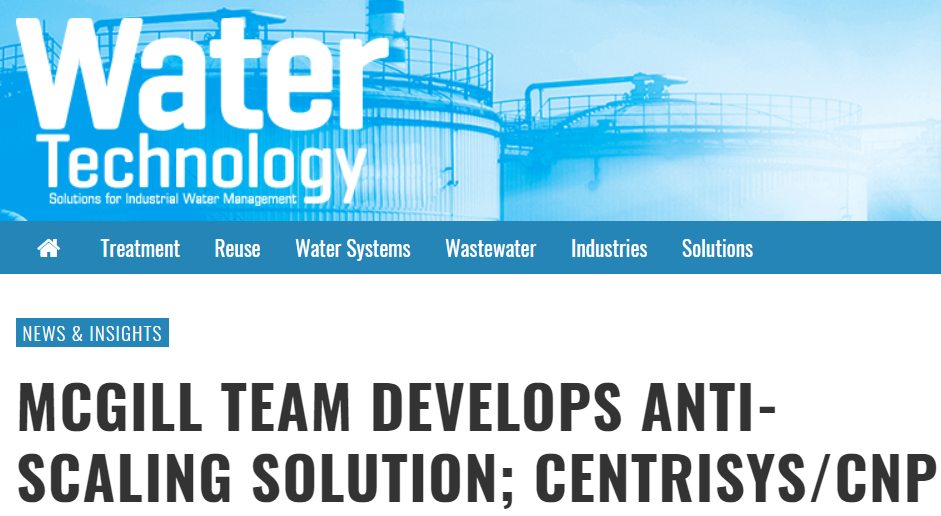 Water
Technology
Solutions for Industrial Water Management
Treatment Reuse Water Systems Wastewater Industries Solutions
NEWS & INSIGHTS
MCGILL TEAM DEVELOPS ANTI-
SCALING SOLUTION; CENTRISYS/CNP